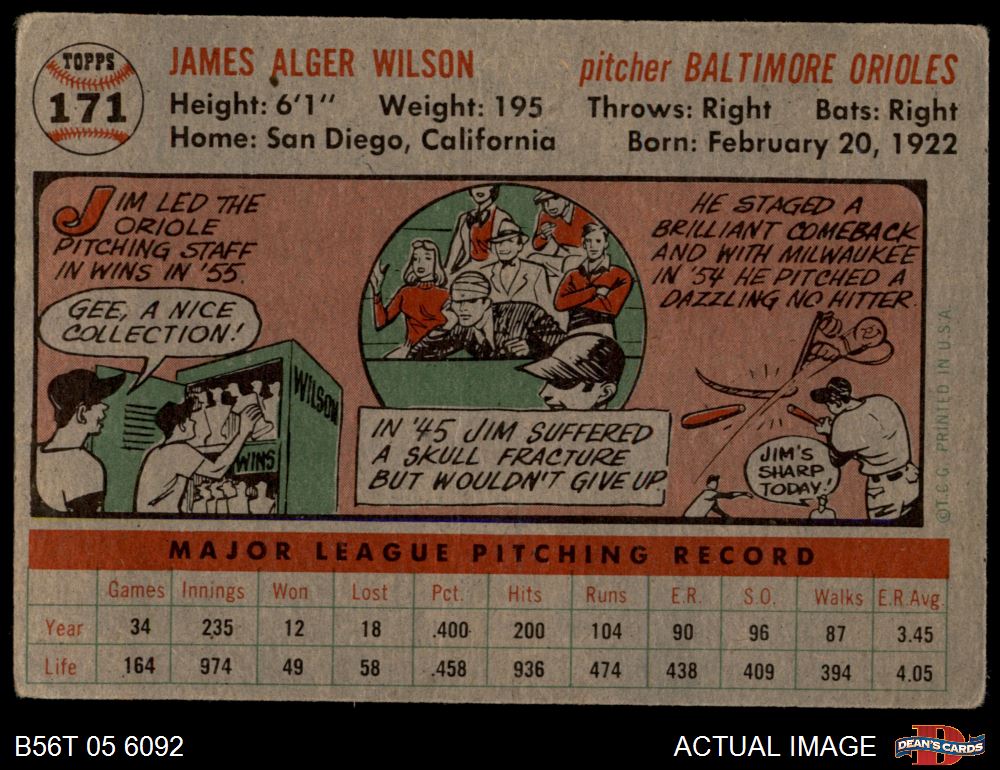 TOPPS
171
JAMES ALGER WILSON
pitcher BALTIMORE ORIOLES
Height: 6'1" Weight: 195 Throws: Right Bats: Right
Home: San Diego, California Born: February 20, 1922
JIM LED THE
ORIOLE
PITCHING STAFF
IN WINS IN '55.
GEE, A NICE
COLLECTION!
WILSON
WINS
IN '45 JIM SUFFERED
A SKULL FRACTURE
BUT WOULDN'T GIVE UP.
HE STAGED A
BRILLIANT COMEBACK
AND WITH MILWAUKEE
IN '54 HE PITCHED A
DAZZLING NO HITTER.
JIM'S
SHARP
TODAY!
©T.C.G. PRINTED IN U.S.A.
MAJOR LEAGUE PITCHING RECORD
Games Innings Won Lost Pct. Hits Runs E.R. S.O. Walks E.R.Avg.
Year 34 235 12 18 .400 200 104 90 96 87 3.45
Life 164 974 49 58 .458 936 474 438 409 394 4.05
B56T 05 6092
ACTUAL IMAGE
D
DEAN'S CARDS